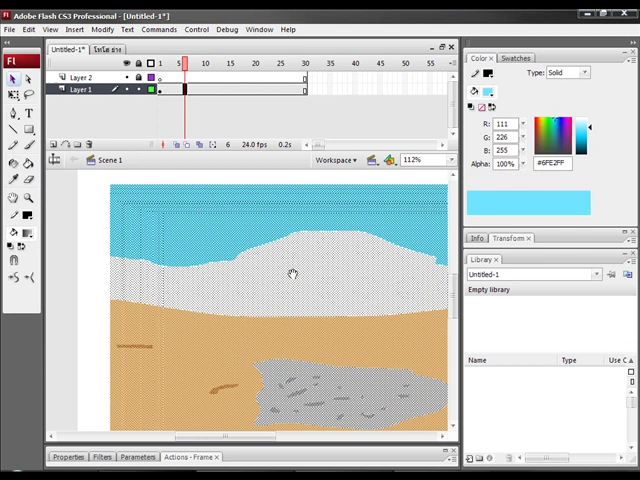 Adobe Flash CS3 Professional - [Untitled-1*]
File Edit View Insert Modify Text Commands Control Debug Window Help
Untitled-1*
Fl
1 5 10 15 20 25 30 35 40 45 50 55 60
Layer 2
Layer 1
6 24.0 fps 0.2s
Scene 1
Workspace
112%
Color Swatches
Type: Solid
R: 111
G: 226
B: 255
Alpha: 100%
#6FE2FF
Info Transform
Library
Untitled-1
Empty library
Name Type Use C
Properties Filters Parameters Actions - Frame